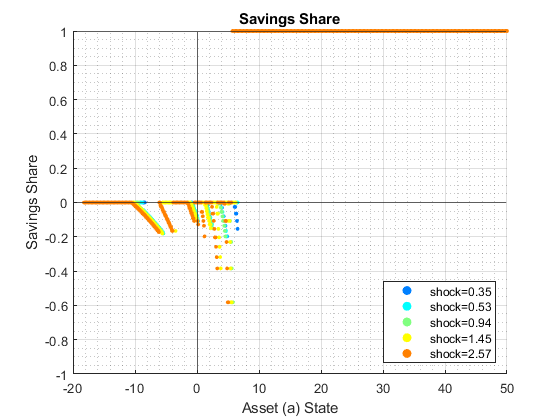 Savings Share
1
0.8
0.6
0.4
0.2
0
-0.2
-0.4
-0.6
-0.8
-1
Savings Share
-20 -10 0 10 20 30 40 50
Asset (a) State
shock=0.35
shock=0.53
shock=0.94
shock=1.45
shock=2.57